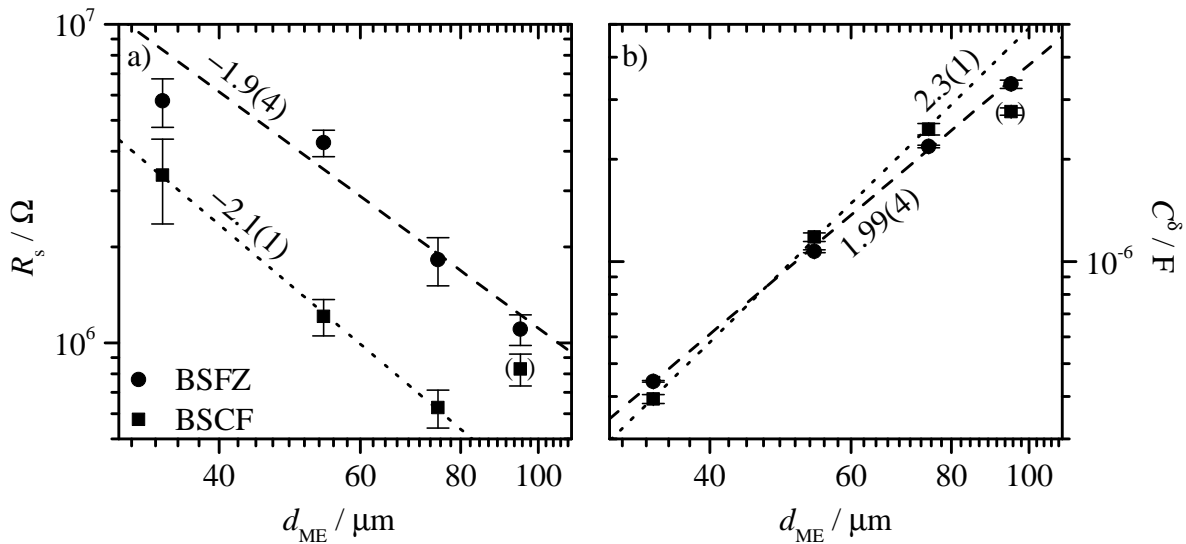 10⁷
a)
−1.9(4)
−2.1(1)
10⁶
R_s / Ω
BSFZ
BSCF
( )
40
60
80
100
d_ME / μm
b)
2.3(1)
( )
1.99(4)
10⁻⁶
C^δ / F
40
60
80
100
d_ME / μm